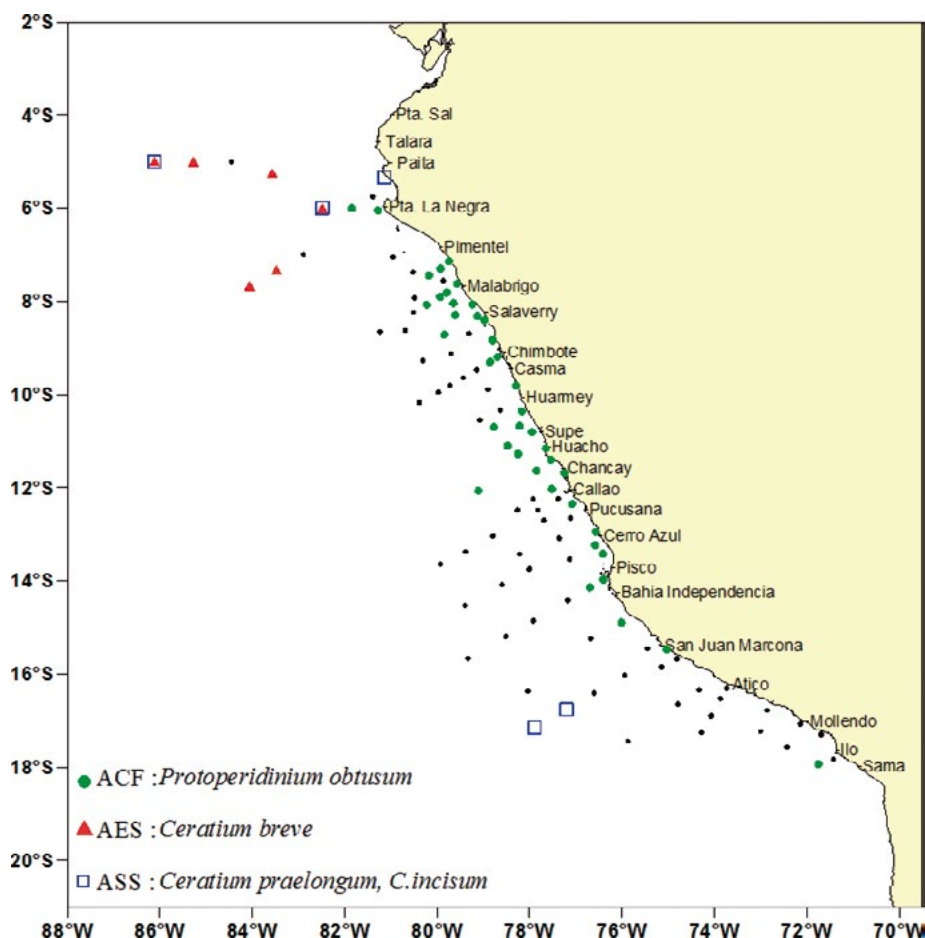 2°S
4°S
6°S
8°S
10°S
12°S
14°S
16°S
18°S
20°S
Pta. Sal
Talara
Paita
Pta. La Negra
Pimentel
Malabrigo
Salaverry
Chimbote
Casma
Huarmey
Supe
Huacho
Chancay
Callao
Pucusana
Cerro Azul
Pisco
Bahia Independencia
San Juan Marcona
Atico
Mollendo
Ilo
Sama
ACF : Protoperidinium obtusum
AES : Ceratium breve
ASS : Ceratium praelongum, C.incisum
88°W 86°W 84°W 82°W 80°W 78°W 76°W 74°W 72°W 70°W